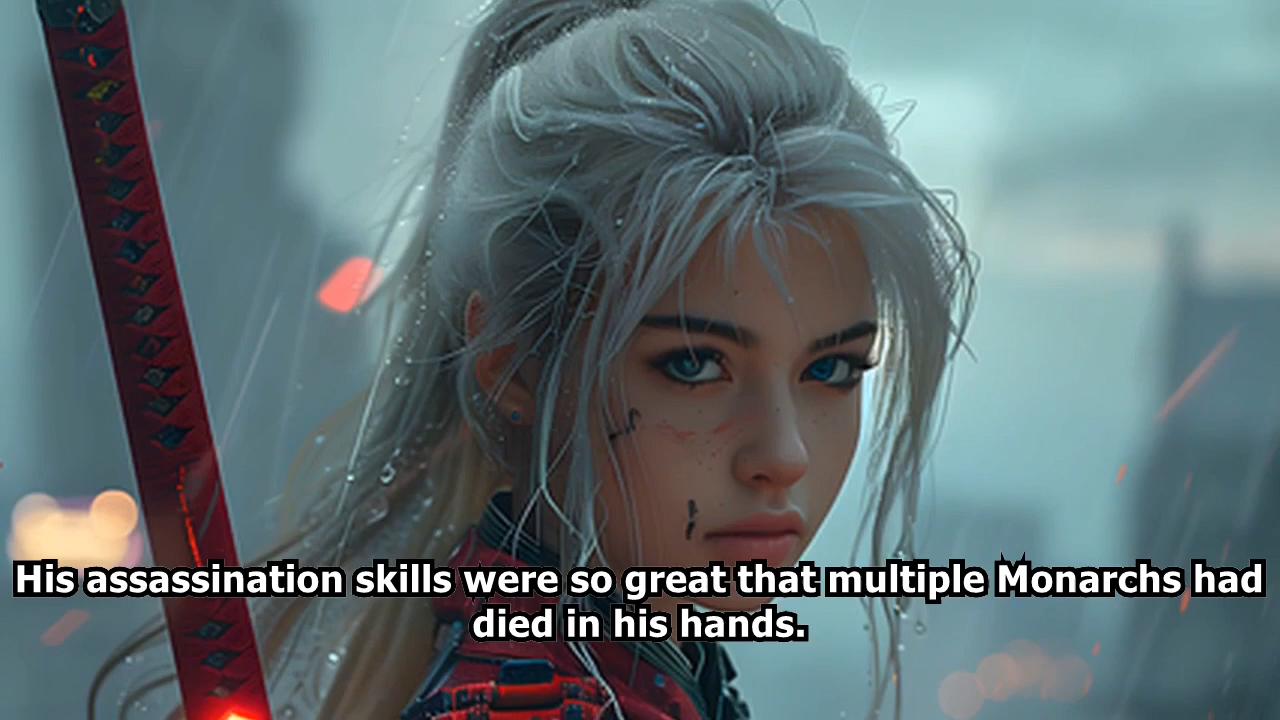 His assassination skills were so great that multiple Monarchs had
died in his hands.